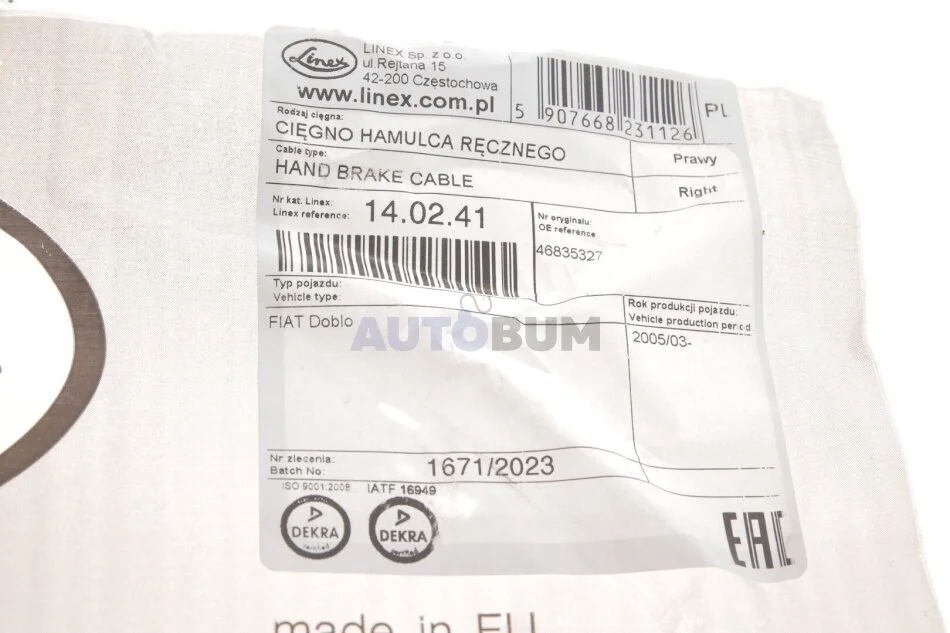 Linex
LINEX sp. z o.o.
ul.Rejtana 15
42-200 Częstochowa
www.linex.com.pl
5 907668 231126
PL
Rodzaj cięgna:
CIĘGNO HAMULCA RĘCZNEGO
Prawy
Cable type:
HAND BRAKE CABLE
Right
Nr kat. Linex:
Linex reference:
14.02.41
Nr oryginału:
OE reference
46835327
Typ pojazdu:
Vehicle type:
Rok produkcji pojazdu:
Vehicle production period
FIAT Doblo
2005/03-
AUTOBUM
Nr zlecenia:
Batch No:
1671/2023
ISO 9001:2008
IATF 16949
DEKRA
certified
DEKRA
certified
EAC
made in EU